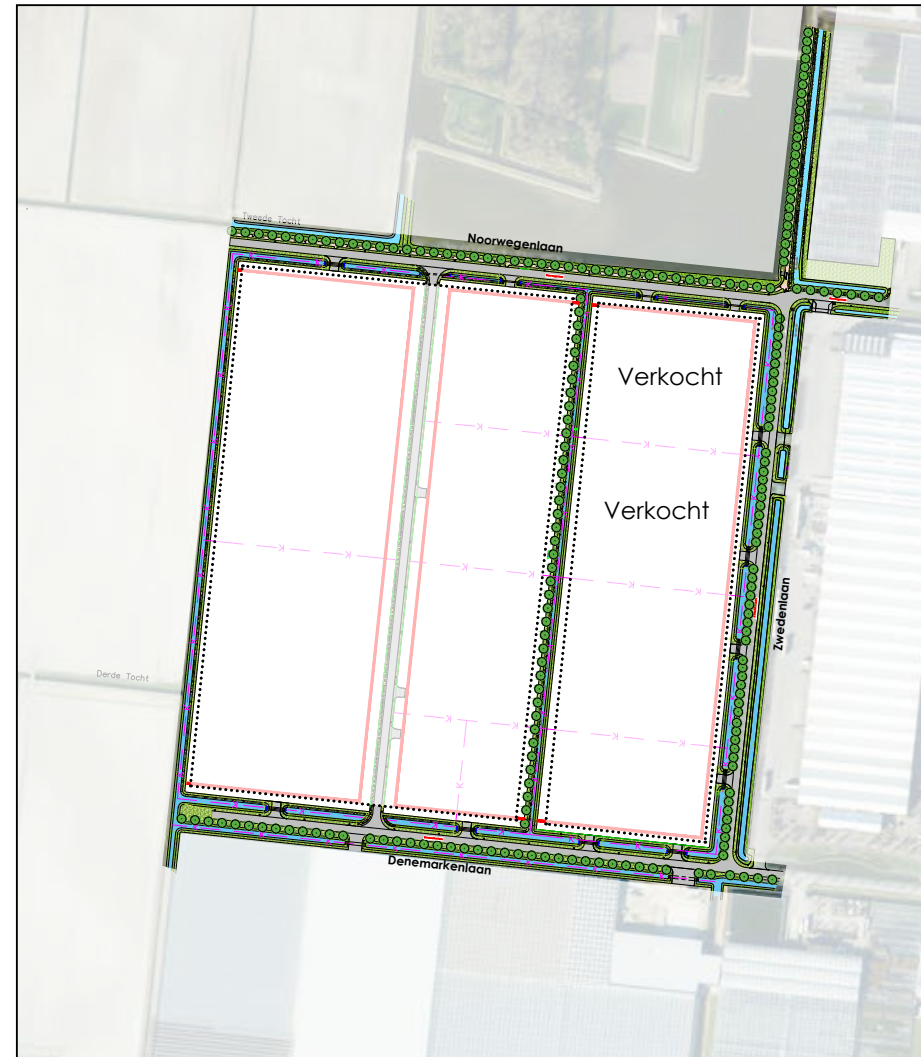 Tweede Tocht
Noorwegenlaan
Verkocht
K
K
K
K
Verkocht
K
K
K
K
K
K
Zwedenlaan
Derde Tocht
K
K
K
K
K
Denemarkenlaan